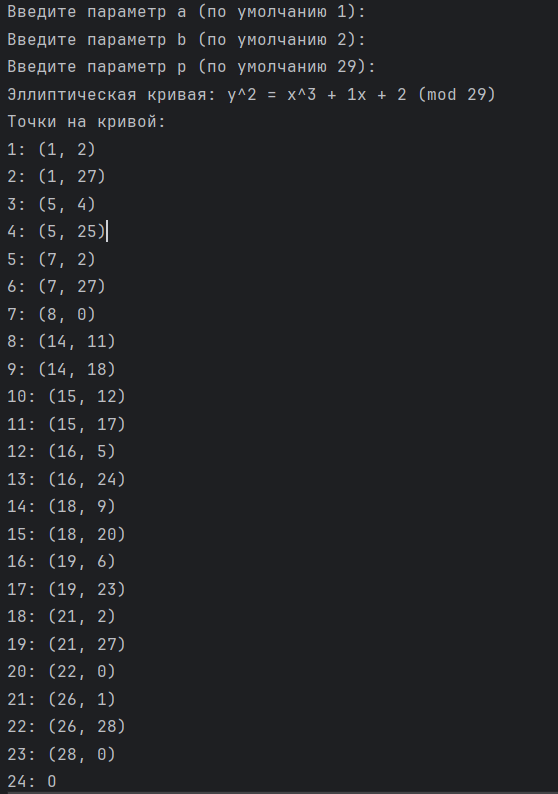 Введите параметр a (по умолчанию 1):
Введите параметр b (по умолчанию 2):
Введите параметр p (по умолчанию 29):
Эллиптическая кривая: y^2 = x^3 + 1x + 2 (mod 29)
Точки на кривой:
1: (1, 2)
2: (1, 27)
3: (5, 4)
4: (5, 25)
5: (7, 2)
6: (7, 27)
7: (8, 0)
8: (14, 11)
9: (14, 18)
10: (15, 12)
11: (15, 17)
12: (16, 5)
13: (16, 24)
14: (18, 9)
15: (18, 20)
16: (19, 6)
17: (19, 23)
18: (21, 2)
19: (21, 27)
20: (22, 0)
21: (26, 1)
22: (26, 28)
23: (28, 0)
24: O